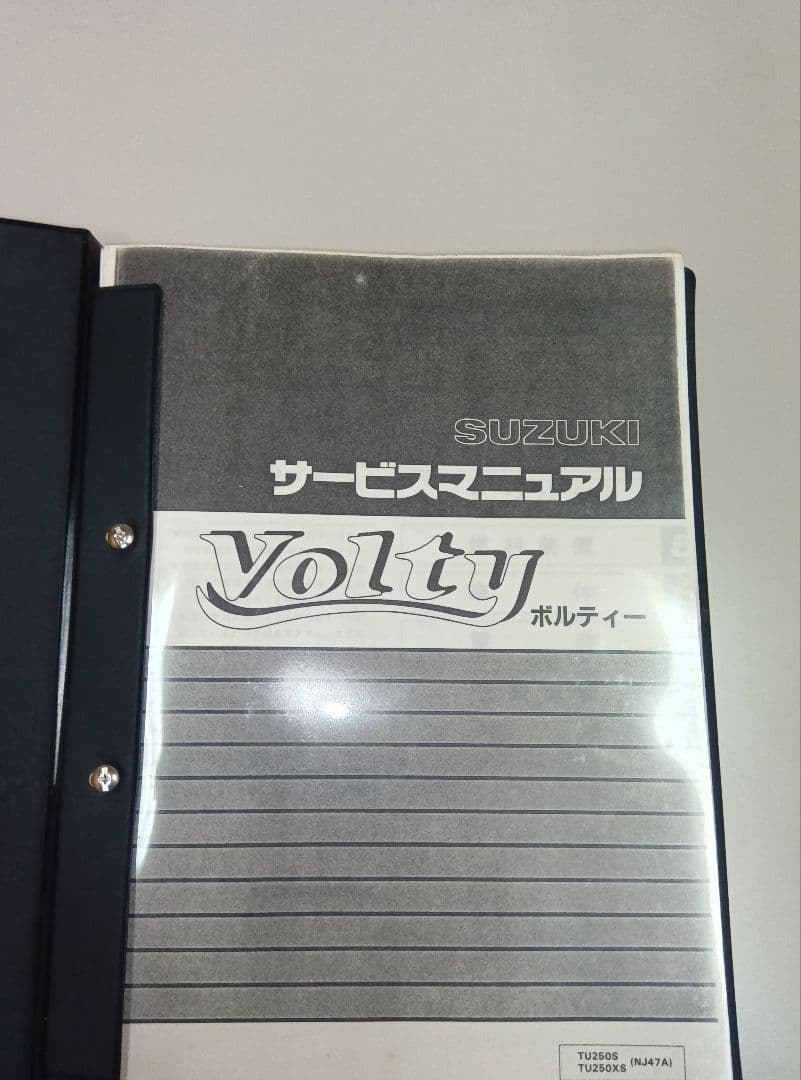 SUZUKI
サービスマニュアル
Volty
ボルティー
TU250S
TU250XS (NJ47A)